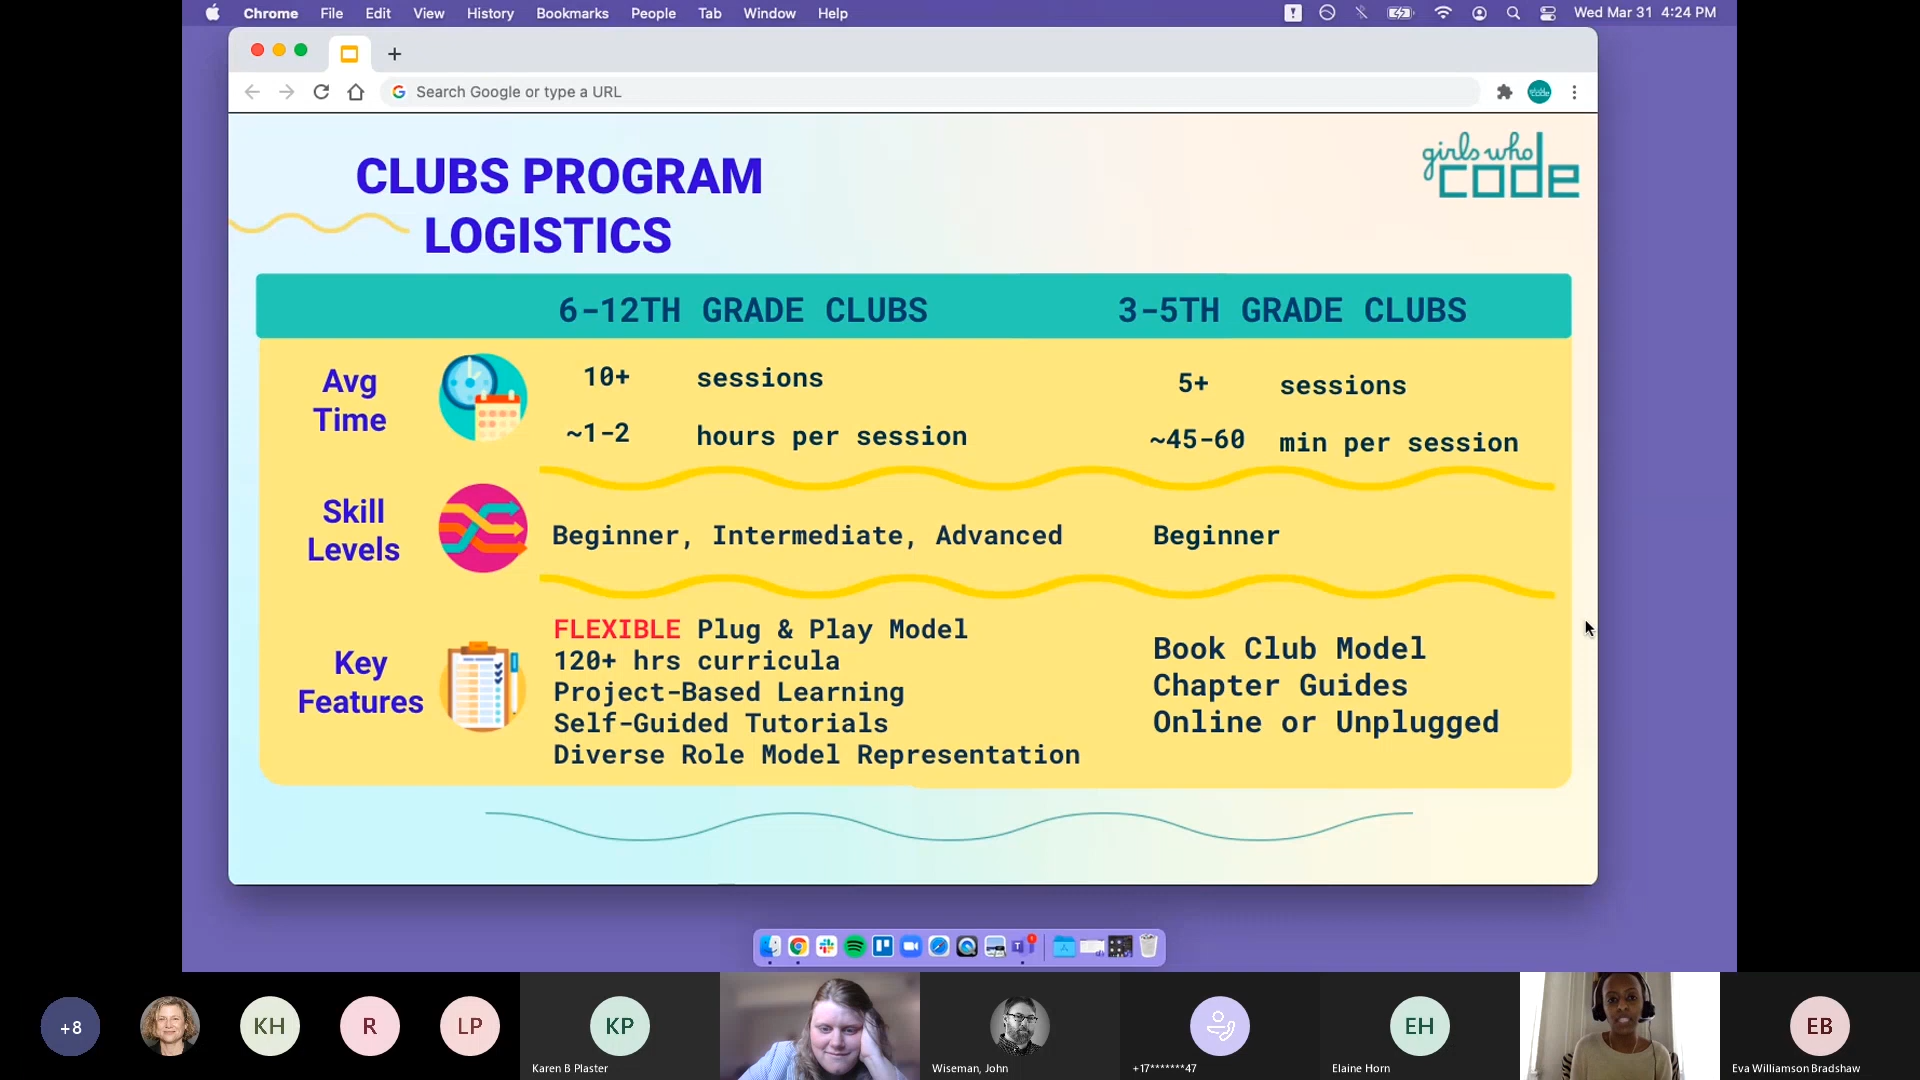 Chrome File Edit View History Bookmarks People Tab Window Help Wed Mar 31 4:24 PM
Search Google or type a URL
girls who
code
CLUBS PROGRAM
LOGISTICS
6-12TH GRADE CLUBS 3-5TH GRADE CLUBS
Avg
Time
10+ sessions
~1-2 hours per session
5+ sessions
~45-60 min per session
Skill
Levels
Beginner, Intermediate, Advanced
Beginner
Key
Features
FLEXIBLE Plug & Play Model
120+ hrs curricula
Project-Based Learning
Self-Guided Tutorials
Diverse Role Model Representation
Book Club Model
Chapter Guides
Online or Unplugged
+8 KH R LP KP EH EB
Karen B Plaster Wiseman, John +17*******47 Elaine Horn Eva Williamson Bradshaw